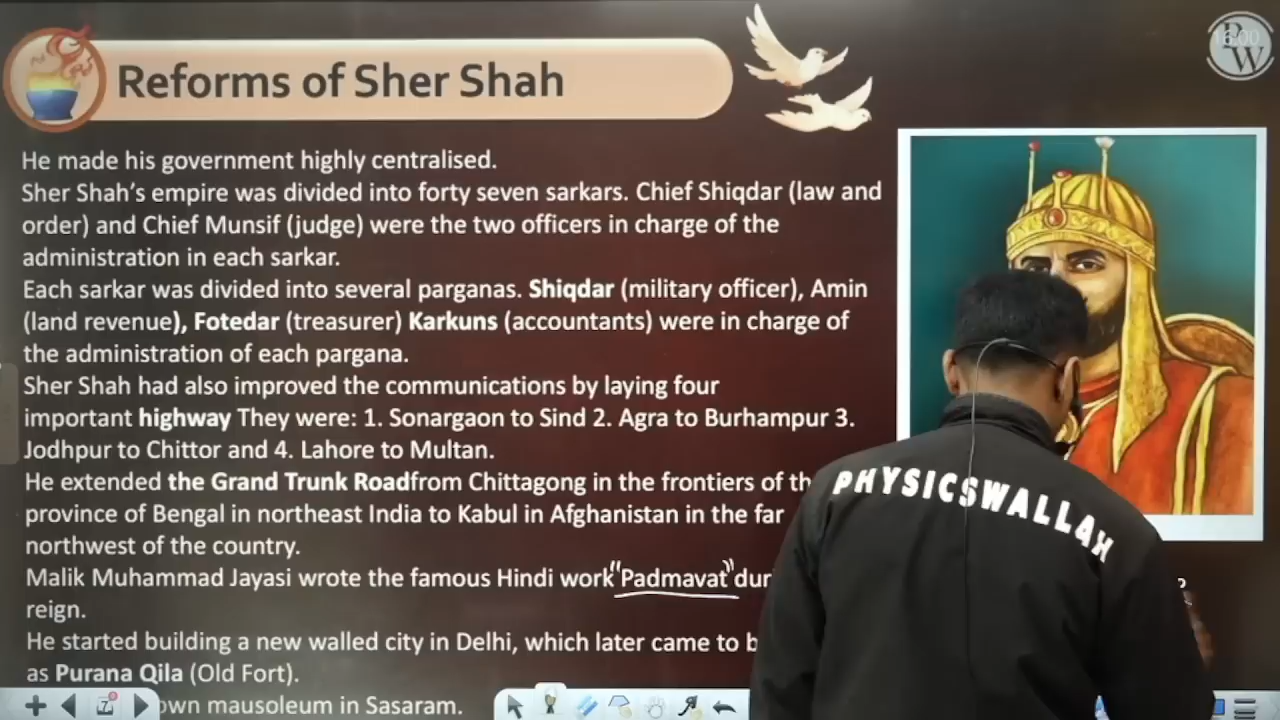 Reforms of Sher Shah
PW
16:00
He made his government highly centralised.
Sher Shah's empire was divided into forty seven sarkars. Chief Shiqdar (law and
order) and Chief Munsif (judge) were the two officers in charge of the
administration in each sarkar.
Each sarkar was divided into several parganas. Shiqdar (military officer), Amin
(land revenue), Fotedar (treasurer) Karkuns (accountants) were in charge of
the administration of each pargana.
Sher Shah had also improved the communications by laying four
important highway They were: 1. Sonargaon to Sind 2. Agra to Burhampur 3.
Jodhpur to Chittor and 4. Lahore to Multan.
He extended the Grand Trunk Roadfrom Chittagong in the frontiers of th
province of Bengal in northeast India to Kabul in Afghanistan in the far
northwest of the country.
Malik Muhammad Jayasi wrote the famous Hindi work "Padmavat" dur
reign.
He started building a new walled city in Delhi, which later came to b
as Purana Qila (Old Fort).
own mausoleum in Sasaram.
PHYSICSWALLAH
7